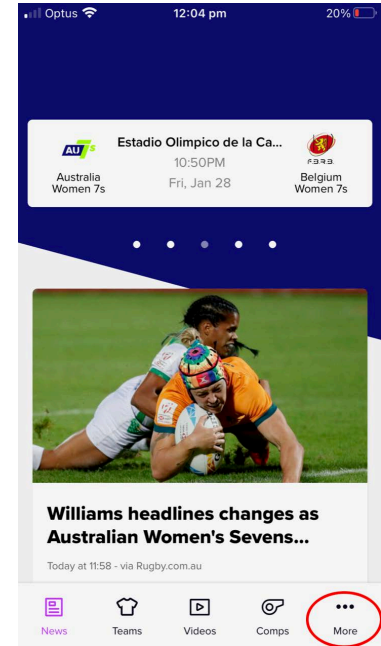 Optus 12:04 pm 20%
AU7s
Estadio Olimpico de la Ca...
10:50PM
Fri, Jan 28
F.B.R.B.
Australia
Women 7s
Belgium
Women 7s
Williams headlines changes as
Australian Women's Sevens...
Today at 11:58 - via Rugby.com.au
News Teams Videos Comps More